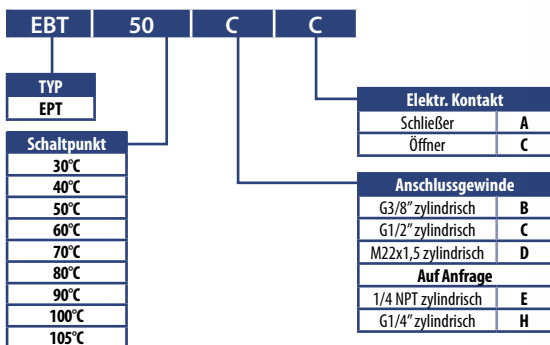 EBT 50 C C
TYP
EPT
Schaltpunkt
30°C
40°C
50°C
60°C
70°C
80°C
90°C
100°C
105°C
Elektr. Kontakt
Schließer A
Öffner C
Anschlussgewinde
G3/8" zylindrisch B
G1/2" zylindrisch C
M22x1,5 zylindrisch D
Auf Anfrage
1/4 NPT zylindrisch E
G1/4" zylindrisch H